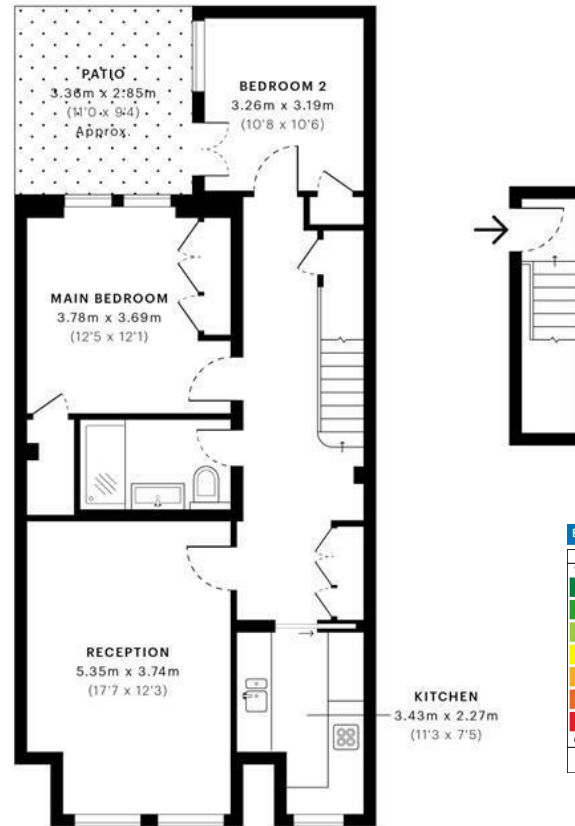 PATIO
3.36m x 2.85m
(11'0 x 9'4)
Approx.
BEDROOM 2
3.26m x 3.19m
(10'8 x 10'6)
MAIN BEDROOM
3.78m x 3.69m
(12'5 x 12'1)
RECEPTION
5.35m x 3.74m
(17'7 x 12'3)
KITCHEN
3.43m x 2.27m
(11'3 x 7'5)